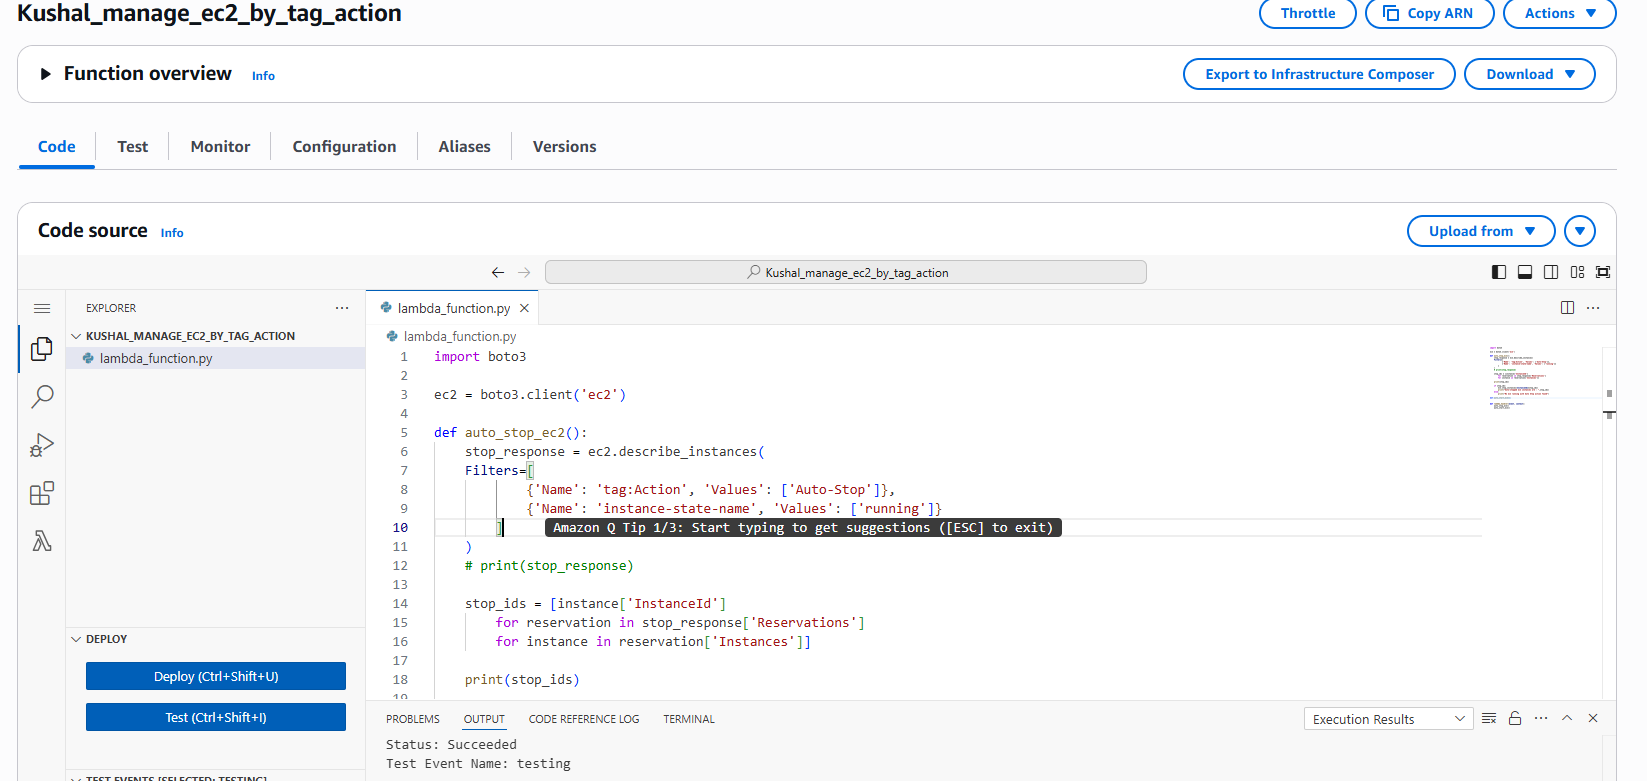 Kushal_manage_ec2_by_tag_action
Throttle
Copy ARN
Actions
Function overview Info
Export to Infrastructure Composer
Download
Code
Test
Monitor
Configuration
Aliases
Versions
Code source Info
Upload from
Kushal_manage_ec2_by_tag_action
EXPLORER
KUSHAL_MANAGE_EC2_BY_TAG_ACTION
lambda_function.py
DEPLOY
Deploy (Ctrl+Shift+U)
Test (Ctrl+Shift+I)
TEST EVENTS [SELECTED: TESTING]
lambda_function.py
lambda_function.py
1 import boto3
2
3 ec2 = boto3.client('ec2')
4
5 def auto_stop_ec2():
6 stop_response = ec2.describe_instances(
7 Filters=[
8 {'Name': 'tag:Action', 'Values': ['Auto-Stop']},
9 {'Name': 'instance-state-name', 'Values': ['running']}
10 ] Amazon Q Tip 1/3: Start typing to get suggestions ([ESC] to exit)
11 )
12 # print(stop_response)
13
14 stop_ids = [instance['InstanceId']
15 for reservation in stop_response['Reservations']
16 for instance in reservation['Instances']]
17
18 print(stop_ids)
19
PROBLEMS
OUTPUT
CODE REFERENCE LOG
TERMINAL
Execution Results
Status: Succeeded
Test Event Name: testing